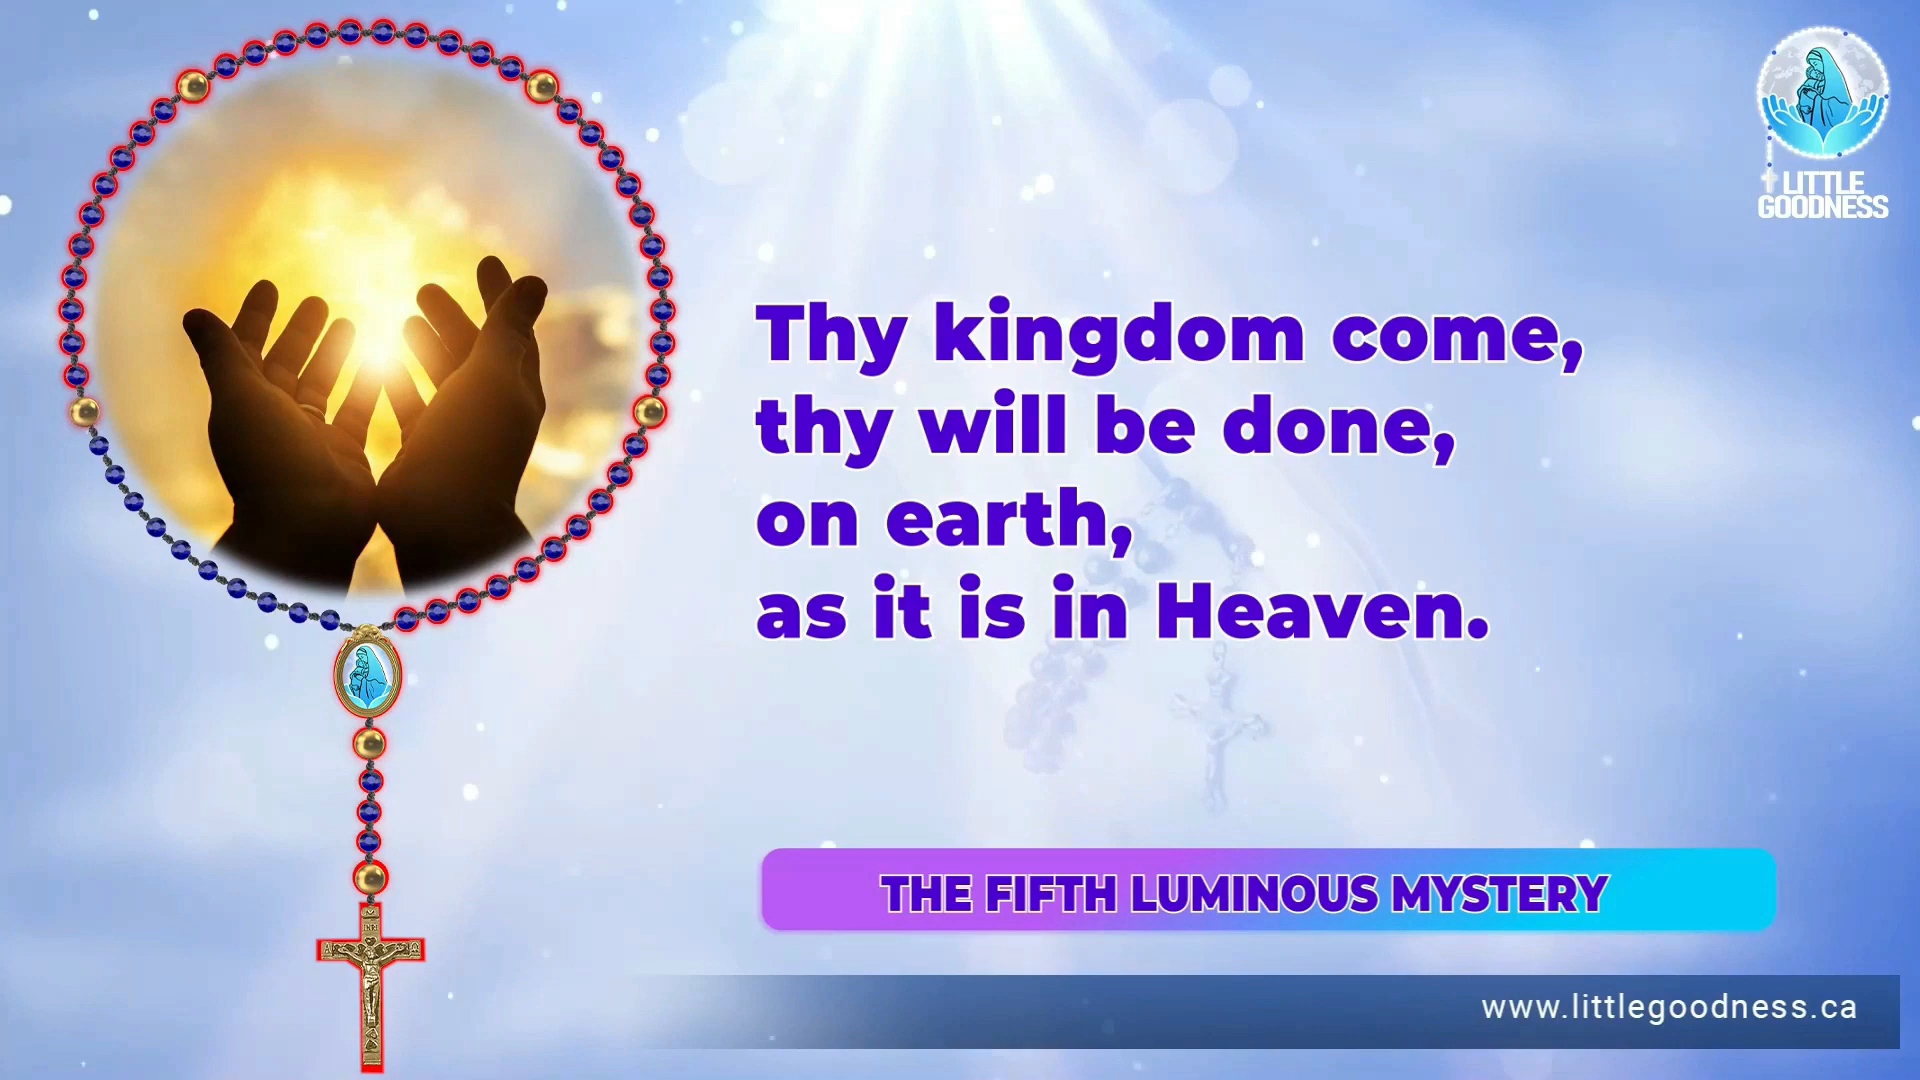 LITTLE
GOODNESS
Thy kingdom come,
thy will be done,
on earth,
as it is in Heaven.
THE FIFTH LUMINOUS MYSTERY
INRI
A Ω
www.littlegoodness.ca